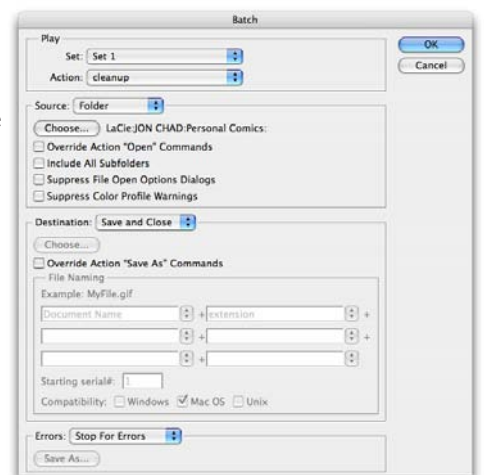 Batch
Play
Set: Set 1
Action: cleanup
OK
Cancel
Source: Folder
Choose... LaCie:JON CHAD:Personal Comics:
Override Action "Open" Commands
Include All Subfolders
Suppress File Open Options Dialogs
Suppress Color Profile Warnings
Destination: Save and Close
Choose...
Override Action "Save As" Commands
File Naming
Example: MyFile.gif
Document Name + extension +
+ +
+
Starting serial#: 1
Compatibility: Windows Mac OS Unix
Errors: Stop For Errors
Save As...